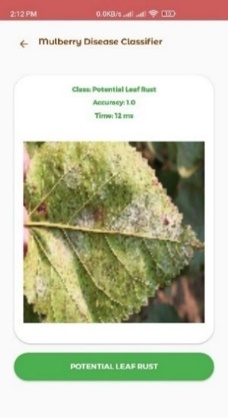 2:12 PM
0.0KB/s
Mulberry Disease Classifier
Class: Potential Leaf Rust
Accuracy: 1.0
Time: 12 ms
POTENTIAL LEAF RUST